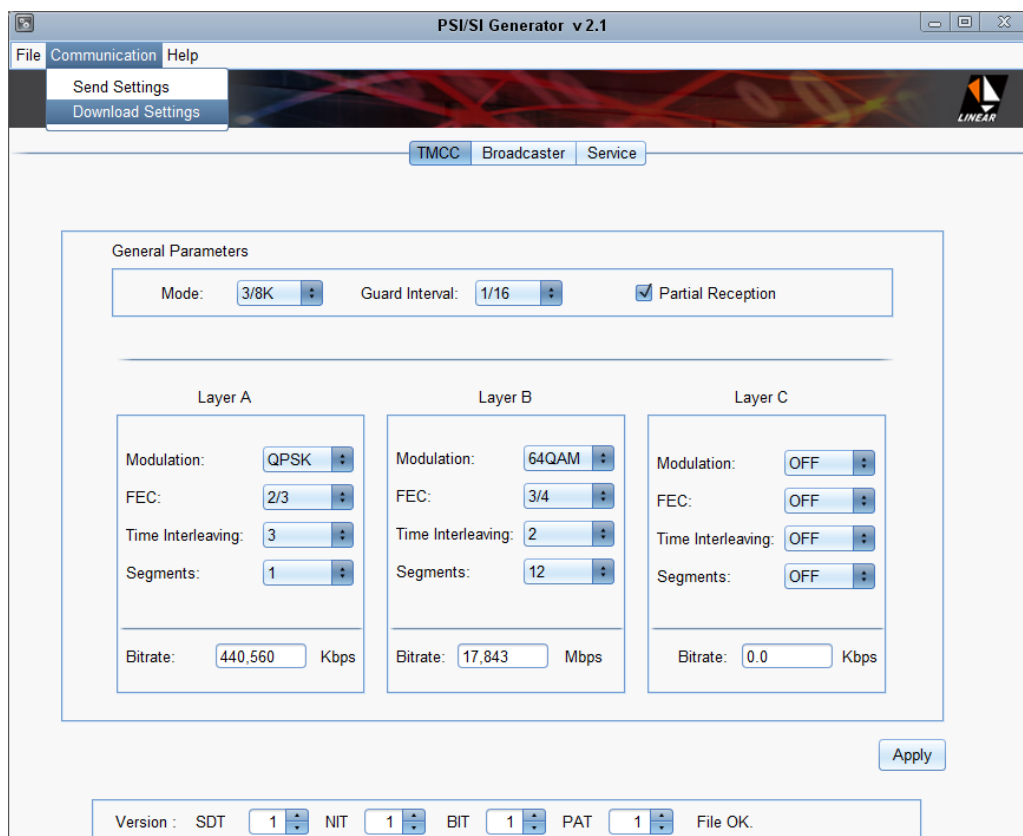 PSI/SI Generator v 2.1
File Communication Help
Send Settings
Download Settings
LINEAR
TMCC Broadcaster Service
General Parameters
Mode: 3/8K Guard Interval: 1/16 Partial Reception
Layer A
Modulation: QPSK
FEC: 2/3
Time Interleaving: 3
Segments: 1
Bitrate: 440,560 Kbps
Layer B
Modulation: 64QAM
FEC: 3/4
Time Interleaving: 2
Segments: 12
Bitrate: 17,843 Mbps
Layer C
Modulation: OFF
FEC: OFF
Time Interleaving: OFF
Segments: OFF
Bitrate: 0.0 Kbps
Apply
Version : SDT 1 NIT 1 BIT 1 PAT 1 File OK.